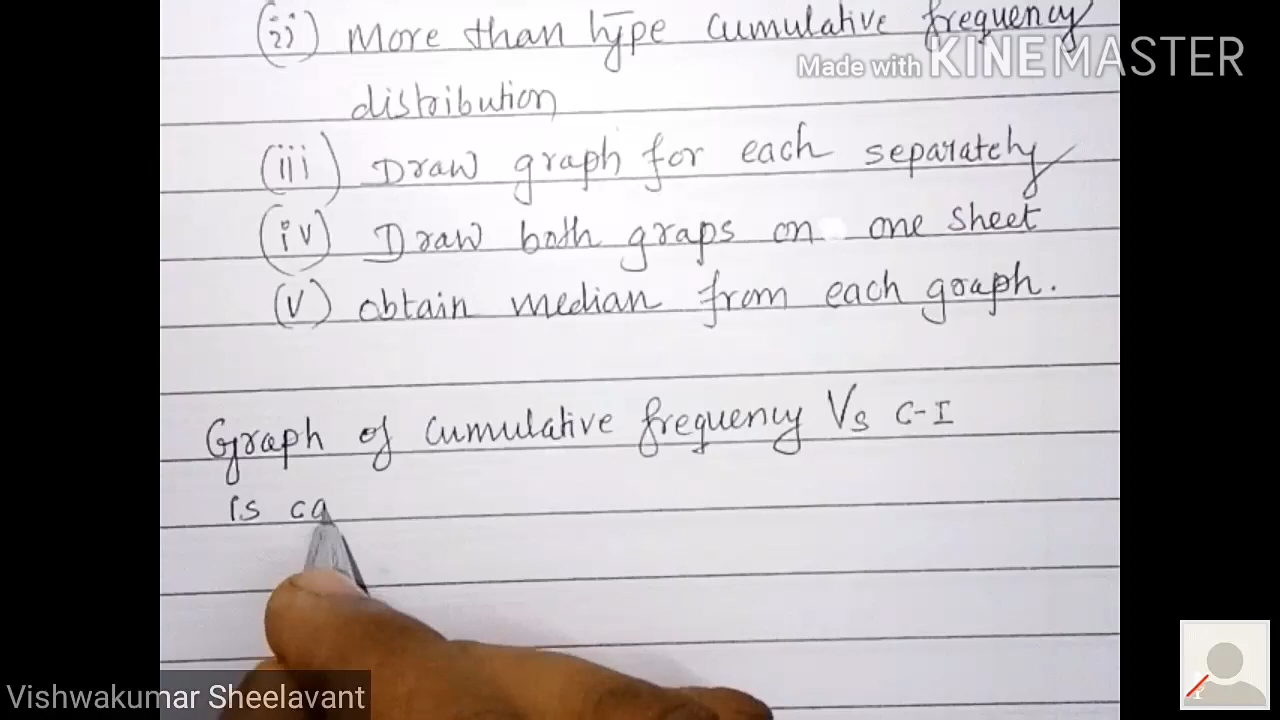 (ii) More than type cumulative frequency
Made with KINEMASTER
distribution
(iii) Draw graph for each separately
(iv) Draw both graps on one sheet
(v) obtain median from each graph.
Graph of cumulative frequency Vs C-I
is ca
Vishwakumar Sheelavant